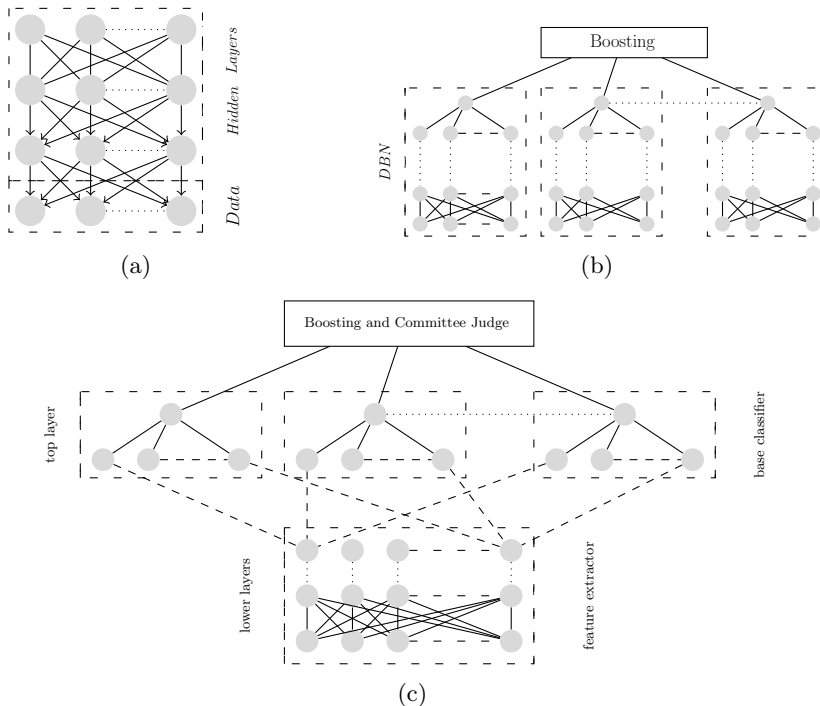 Hidden Layers
Data
(a)
Boosting
DBN
(b)
Boosting and Committee Judge
top layer
base classifier
lower layers
feature extractor
(c)